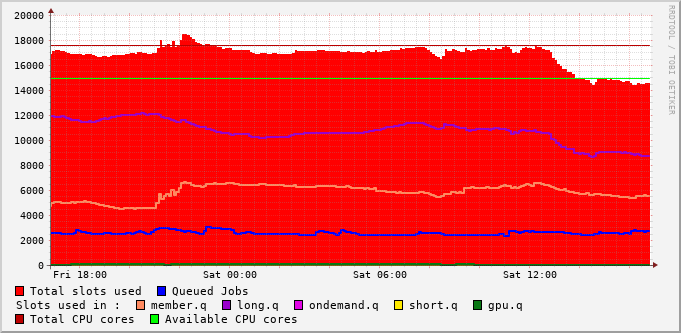 RRDTOOL / TOBI OETIKER
20000
18000
16000
14000
12000
10000
8000
6000
4000
2000
0
Fri 18:00 Sat 00:00 Sat 06:00 Sat 12:00
Total slots used Queued Jobs
Slots used in : member.q long.q ondemand.q short.q gpu.q
Total CPU cores Available CPU cores